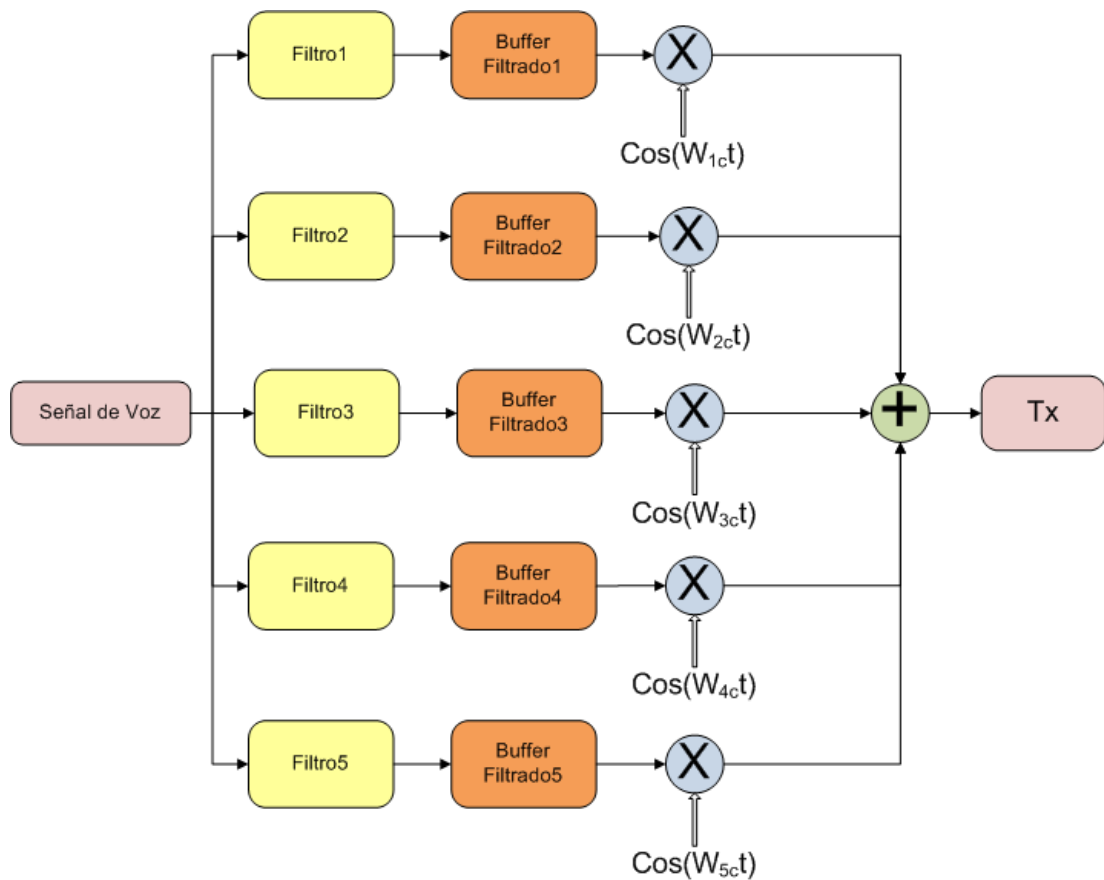 Filtro1
Buffer
Filtrado1
X
Cos(W1ct)
Filtro2
Buffer
Filtrado2
X
Cos(W2ct)
Señal de Voz
Filtro3
Buffer
Filtrado3
X
+
Tx
Cos(W3ct)
Filtro4
Buffer
Filtrado4
X
Cos(W4ct)
Filtro5
Buffer
Filtrado5
X
Cos(W5ct)